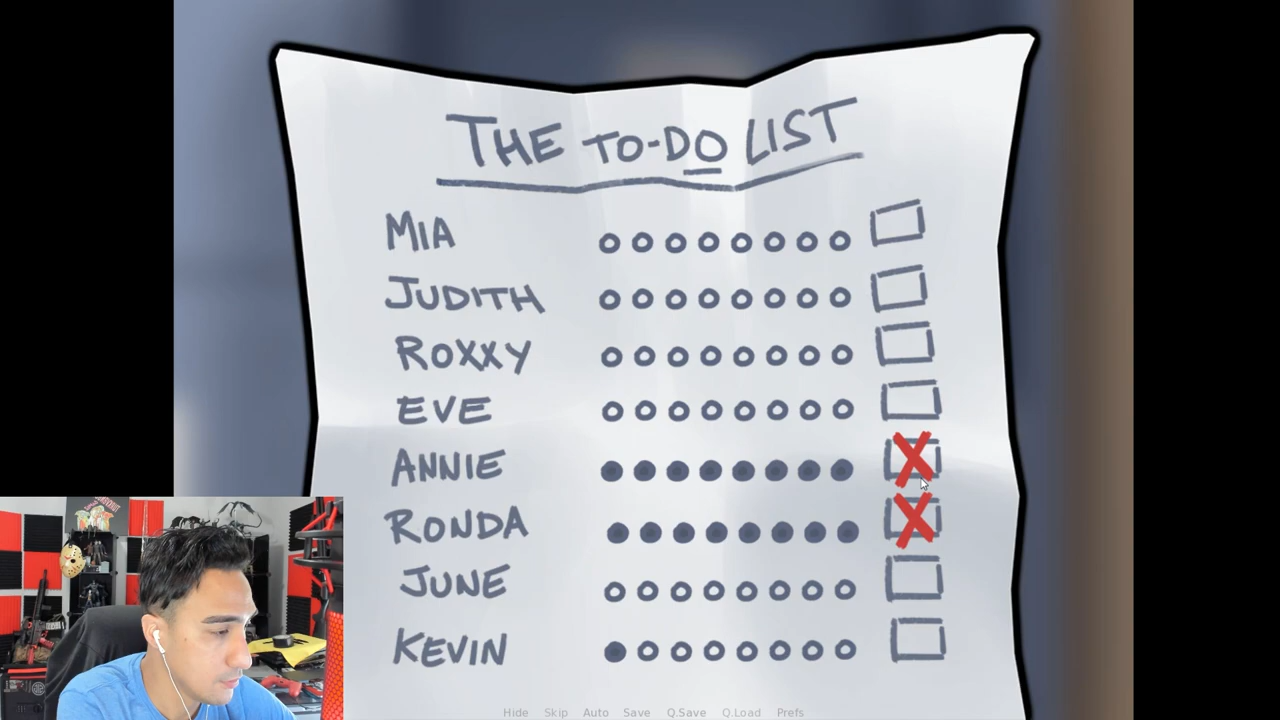 THE TO-DO LIST
MIA
JUDITH
ROXXY
EVE
ANNIE
RONDA
JUNE
KEVIN
Hide Skip Auto Save Q.Save Q.Load Prefs